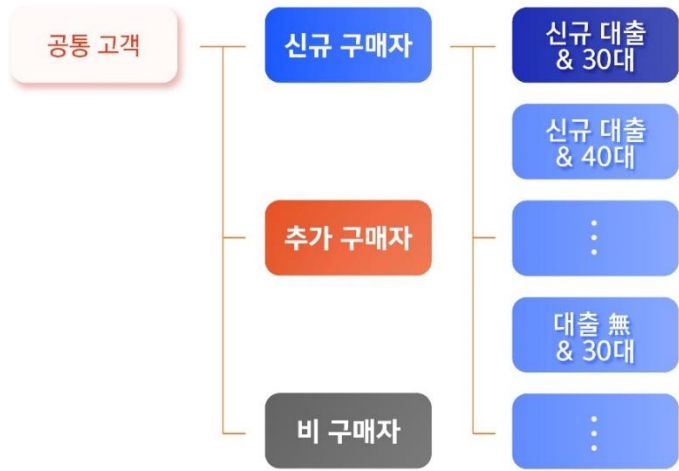 공통 고객
신규 구매자
신규 대출
& 30대
신규 대출
& 40대
추가 구매자
⋮
대출 無
& 30대
비 구매자
⋮